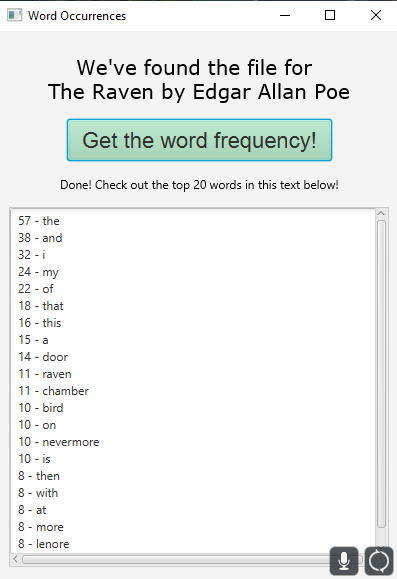 Word Occurrences
We've found the file for
The Raven by Edgar Allan Poe
Get the word frequency!
Done! Check out the top 20 words in this text below!
57 - the
38 - and
32 - i
24 - my
22 - of
18 - that
16 - this
15 - a
14 - door
11 - raven
11 - chamber
10 - bird
10 - on
10 - nevermore
10 - is
8 - then
8 - with
8 - at
8 - more
8 - lenore